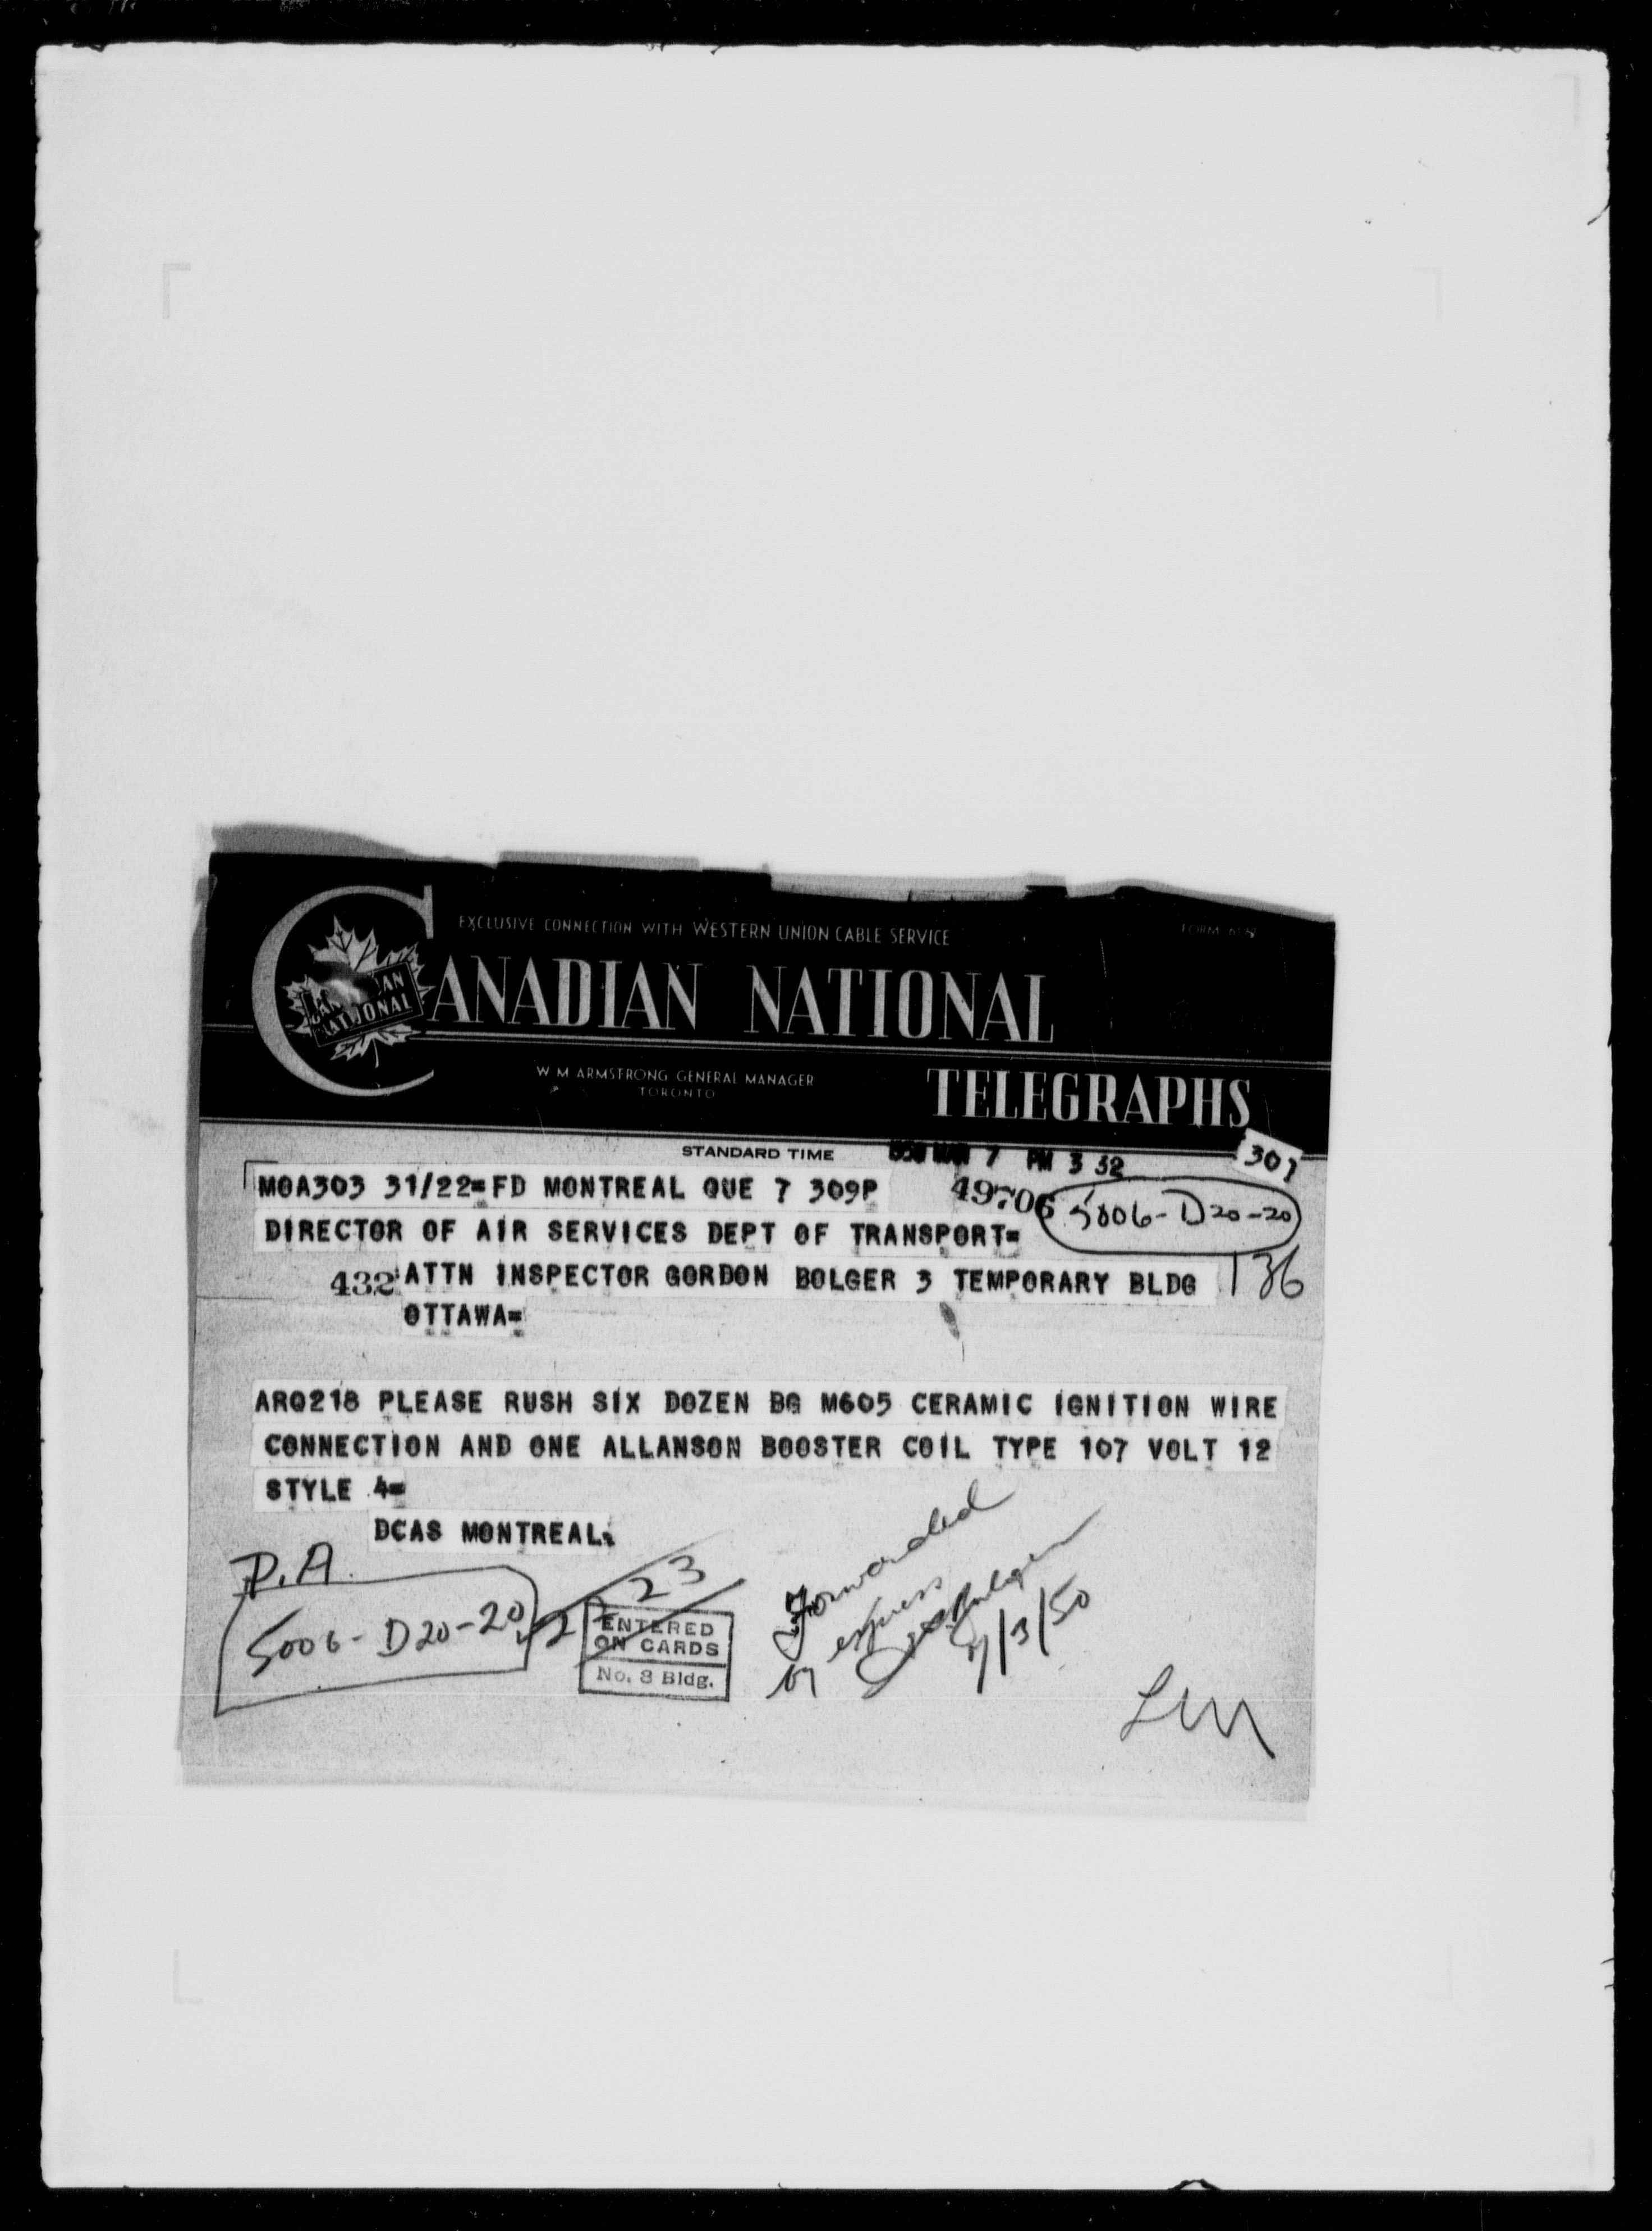 EXCLUSIVE CONNECTION WITH WESTERN UNION CABLE SERVICE
CANADIAN NATIONAL
NATIONAL
W M ARMSTRONG GENERAL MANAGER
TORONTO
TELEGRAPHS
STANDARD TIME
MAR 7 PM 3 32
307
MOA303 31/22=FD MONTREAL QUE 7 309P
49706
5006-D20-20
DIRECTOR OF AIR SERVICES DEPT OF TRANSPORT=
432 ATTN INSPECTOR GORDON BOLGER 3 TEMPORARY BLDG
136
OTTAWA=
ARQ218 PLEASE RUSH SIX DOZEN BG M605 CERAMIC IGNITION WIRE
CONNECTION AND ONE ALLANSON BOOSTER COIL TYPE 107 VOLT 12
STYLE 4=
DCAS MONTREAL.
P.A.
5006-D20-20
23
ENTERED
ON CARDS
No. 3 Bldg.
Forwarded
by express
7/3/50